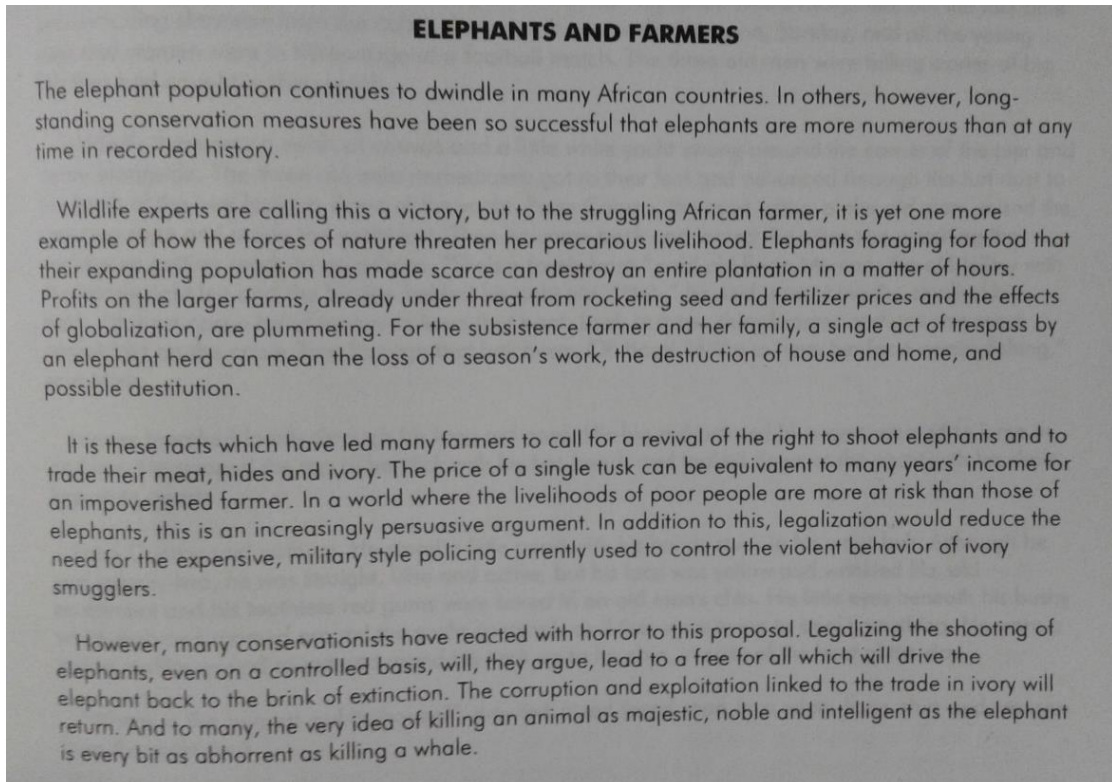 ELEPHANTS AND FARMERS
The elephant population continues to dwindle in many African countries. In others, however, long-
standing conservation measures have been so successful that elephants are more numerous than at any
time in recorded history.
Wildlife experts are calling this a victory, but to the struggling African farmer, it is yet one more
example of how the forces of nature threaten her precarious livelihood. Elephants foraging for food that
their expanding population has made scarce can destroy an entire plantation in a matter of hours.
Profits on the larger farms, already under threat from rocketing seed and fertilizer prices and the effects
of globalization, are plummeting. For the subsistence farmer and her family, a single act of trespass by
an elephant herd can mean the loss of a season's work, the destruction of house and home, and
possible destitution.
It is these facts which have led many farmers to call for a revival of the right to shoot elephants and to
trade their meat, hides and ivory. The price of a single tusk can be equivalent to many years' income for
an impoverished farmer. In a world where the livelihoods of poor people are more at risk than those of
elephants, this is an increasingly persuasive argument. In addition to this, legalization would reduce the
need for the expensive, military style policing currently used to control the violent behavior of ivory
smugglers.
However, many conservationists have reacted with horror to this proposal. Legalizing the shooting of
elephants, even on a controlled basis, will, they argue, lead to a free for all which will drive the
elephant back to the brink of extinction. The corruption and exploitation linked to the trade in ivory will
return. And to many, the very idea of killing an animal as majestic, noble and intelligent as the elephant
is every bit as abhorrent as killing a whale.